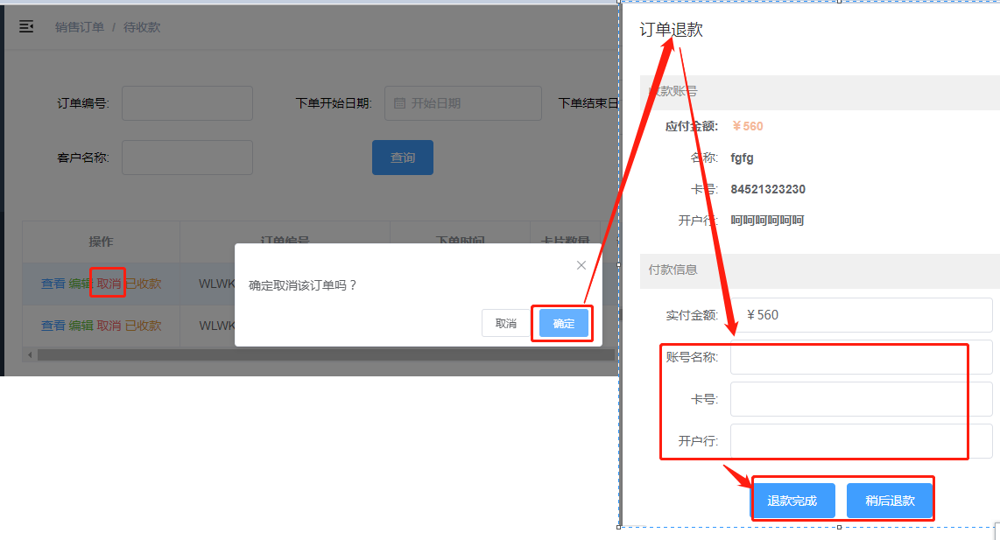 销售订单 / 待收款
订单编号:
下单开始日期:
开始日期
下单结束日
客户名称:
查询
操作
订单编号
下单时间
卡片数量
查看 编辑 取消 已收款
WLWK
查看 编辑 取消 已收款
WLWK
确定取消该订单吗？
取消
确定
订单退款
收款账号
应付金额: ￥560
名称: fgfg
卡号: 84521323230
开户行: 呵呵呵呵呵呵
付款信息
实付金额: ￥560
账号名称:
卡号:
开户行:
退款完成
稍后退款